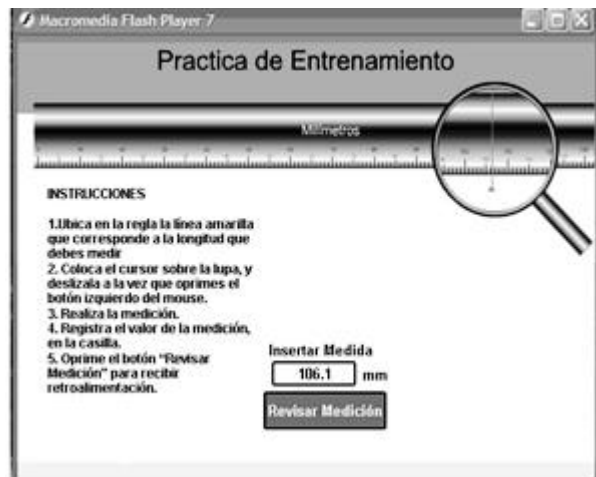 Macromedia Flash Player 7
Practica de Entrenamiento
Milímetros
INSTRUCCIONES
1.Ubica en la regla la línea amarilla
que corresponde a la longitud que
debes medir
2. Coloca el cursor sobre la lupa, y
deslízala a la vez que oprimes el
botón izquierdo del mouse.
3. Realiza la medición.
4. Registra el valor de la medición,
en la casilla.
5. Oprime el botón "Revisar
Medición" para recibir
retroalimentación.
Insertar Medida
106.1 mm
Revisar Medición